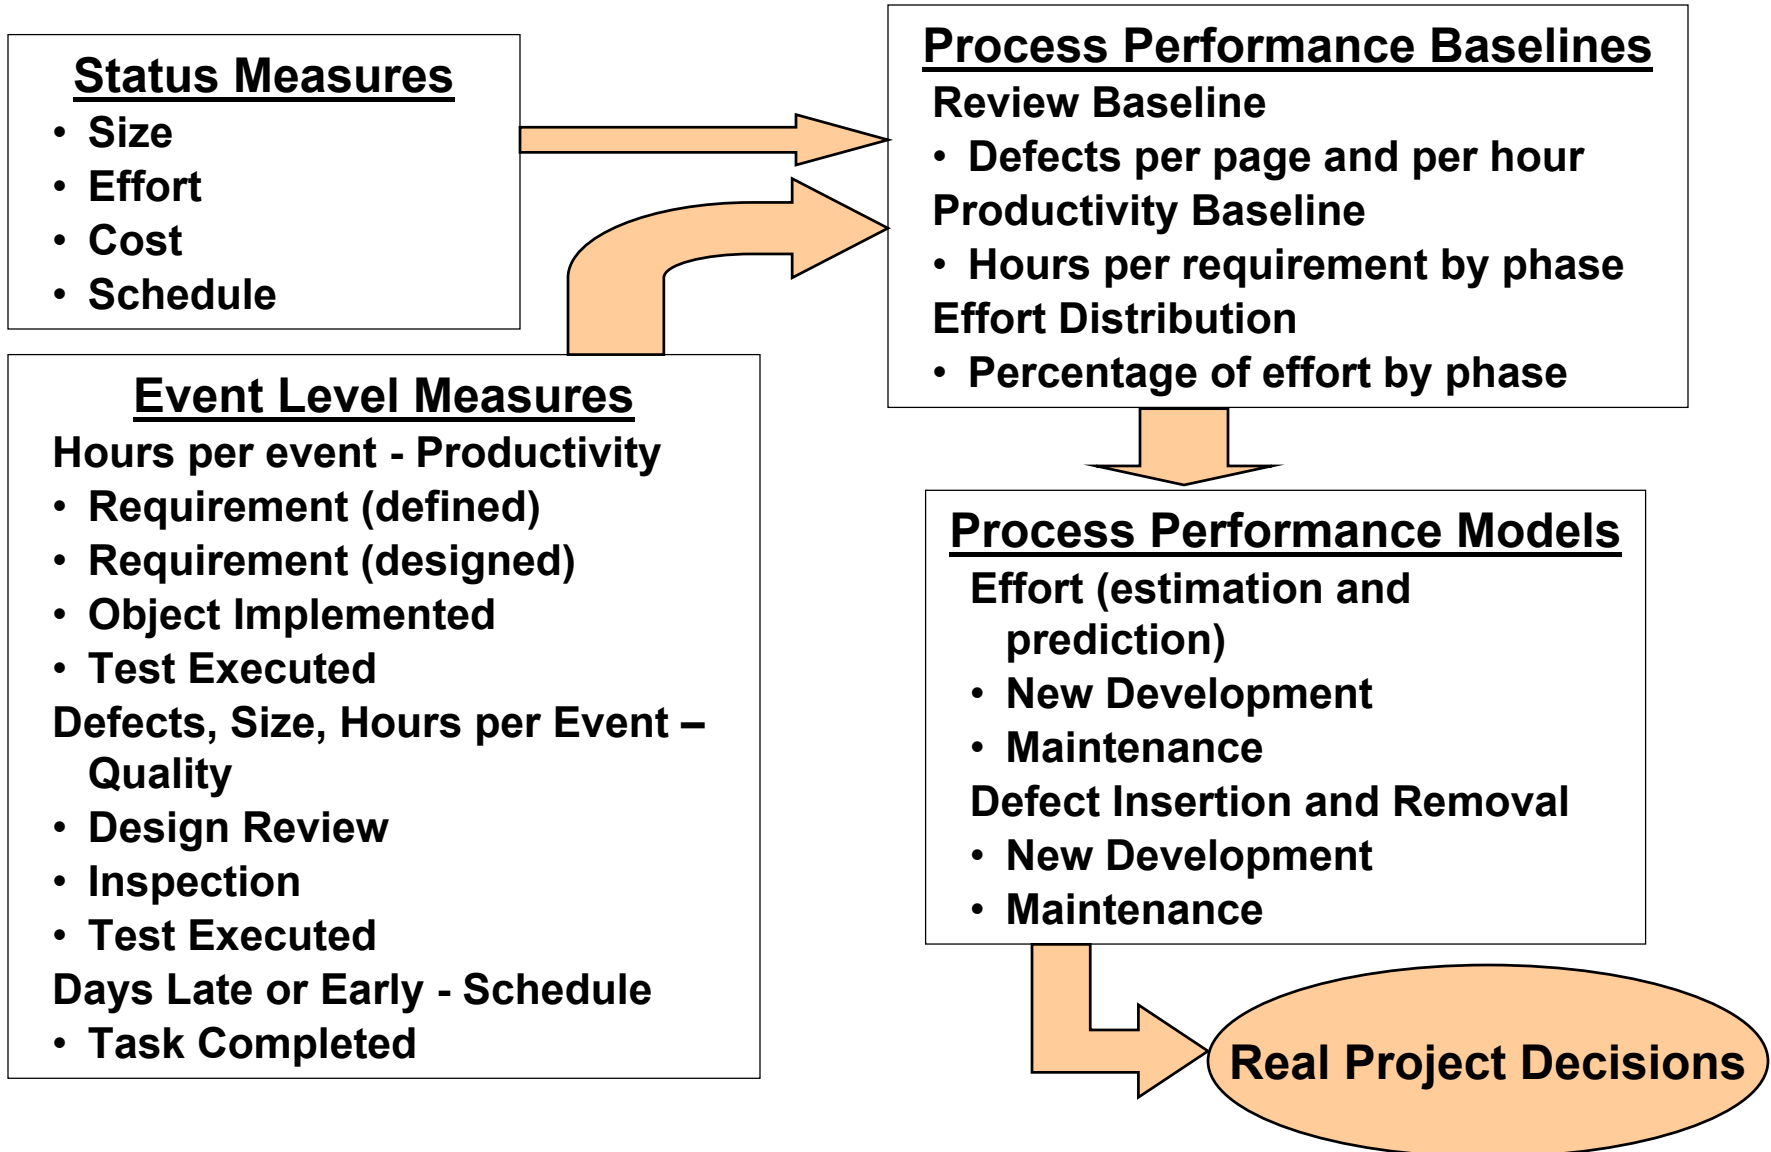 Status Measures
• Size
• Effort
• Cost
• Schedule
Event Level Measures
Hours per event - Productivity
• Requirement (defined)
• Requirement (designed)
• Object Implemented
• Test Executed
Defects, Size, Hours per Event –
Quality
• Design Review
• Inspection
• Test Executed
Days Late or Early - Schedule
• Task Completed
Process Performance Baselines
Review Baseline
• Defects per page and per hour
Productivity Baseline
• Hours per requirement by phase
Effort Distribution
• Percentage of effort by phase
Process Performance Models
Effort (estimation and
prediction)
• New Development
• Maintenance
Defect Insertion and Removal
• New Development
• Maintenance
Real Project Decisions